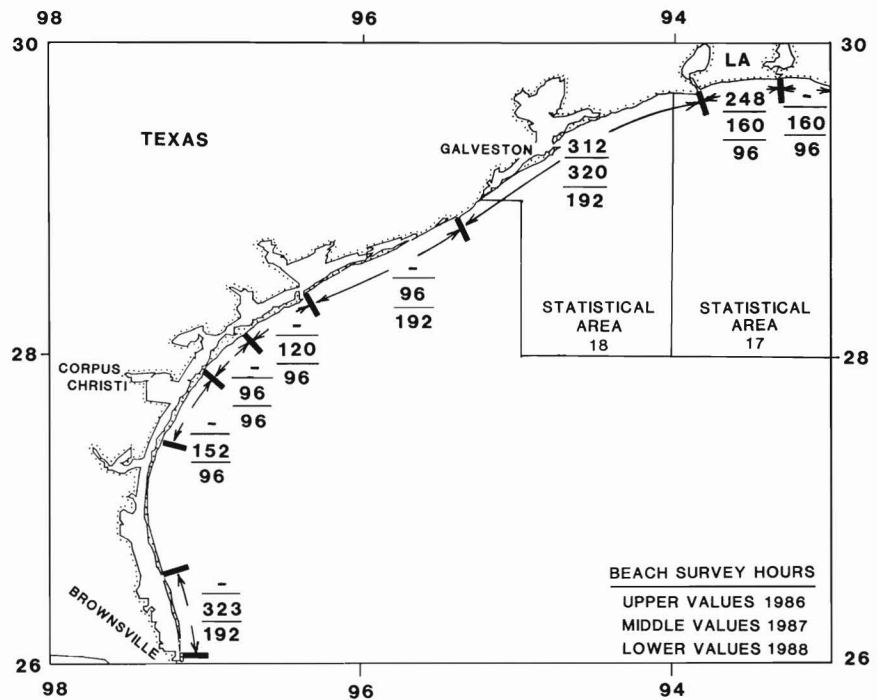 98 96 94
30 30
LA
TEXAS
GALVESTON
248
160
96
-
160
96
312
320
192
-
96
192
STATISTICAL
AREA
18
STATISTICAL
AREA
17
28 28
-
120
96
CORPUS
CHRISTI
-
96
96
-
152
96
BROWNSVILLE
-
323
192
BEACH SURVEY HOURS
UPPER VALUES 1986
MIDDLE VALUES 1987
LOWER VALUES 1988
26 26
98 96 94